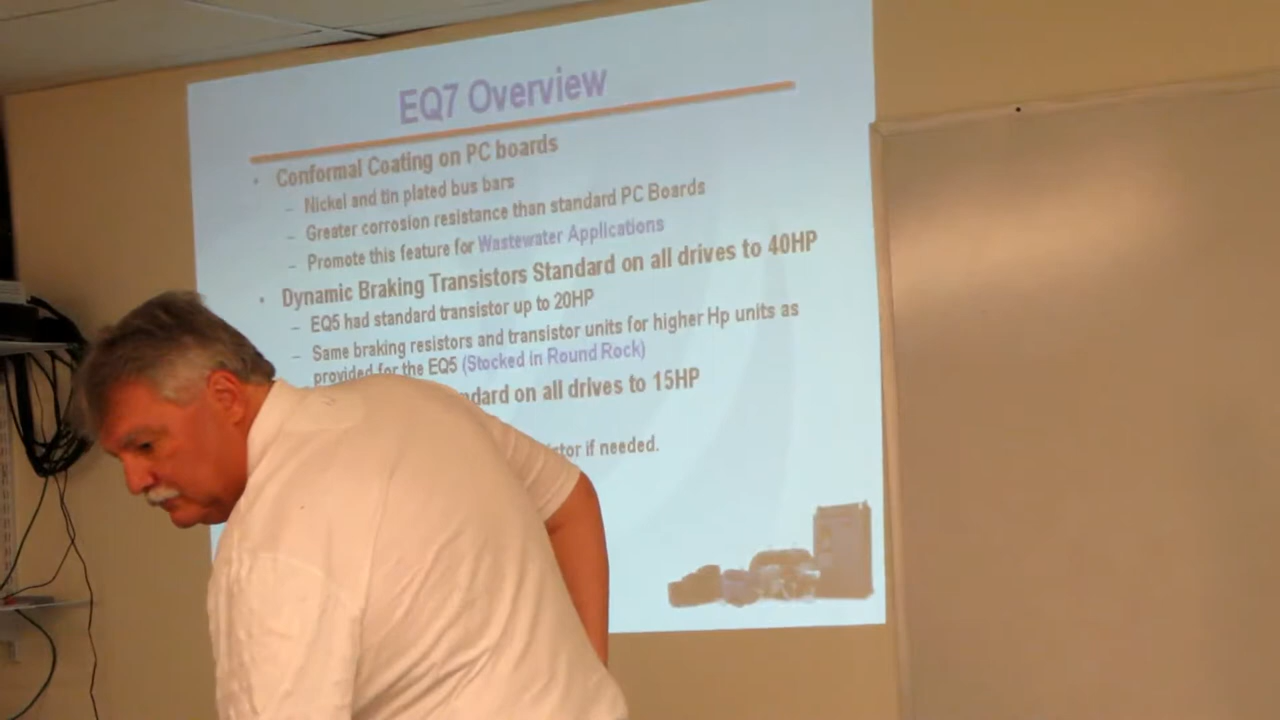 EQ7 Overview
• Conformal Coating on PC boards
– Nickel and tin plated bus bars
– Greater corrosion resistance than standard PC Boards
– Promote this feature for Wastewater Applications
• Dynamic Braking Transistors Standard on all drives to 40HP
– EQ5 had standard transistor up to 20HP
– Same braking resistors and transistor units for higher Hp units as
provided for the EQ5 (Stocked in Round Rock)
on all drives to 15HP
if needed.